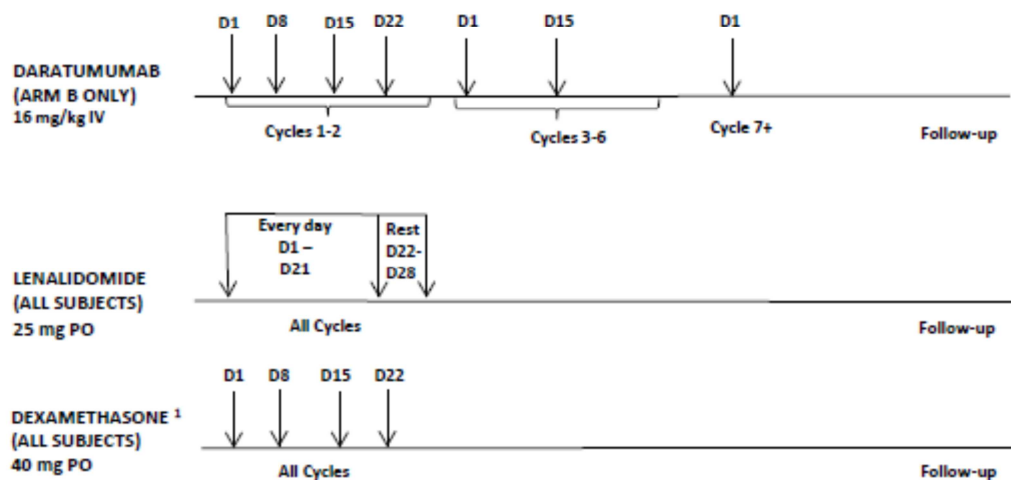 D1 D8 D15 D22 D1 D15 D1
DARATUMUMAB
(ARM B ONLY)
16 mg/kg IV
Cycles 1-2 Cycles 3-6 Cycle 7+ Follow-up
Every day
D1 –
D21
Rest
D22-
D28
LENALIDOMIDE
(ALL SUBJECTS)
25 mg PO
All Cycles Follow-up
D1 D8 D15 D22
DEXAMETHASONE 1
(ALL SUBJECTS)
40 mg PO
All Cycles Follow-up